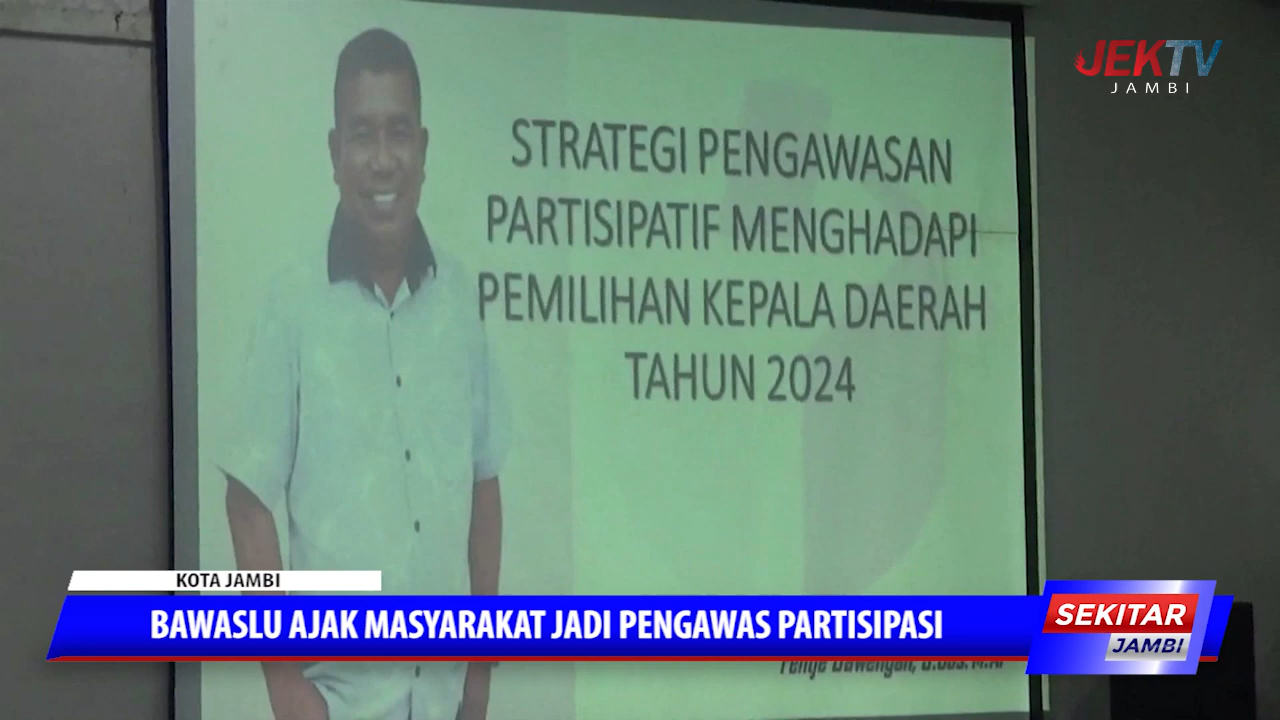 JEKTV
JAMBI
STRATEGI PENGAWASAN
PARTISIPATIF MENGHADAPI
PEMILIHAN KEPALA DAERAH
TAHUN 2024
KOTA JAMBI
BAWASLU AJAK MASYARAKAT JADI PENGAWAS PARTISIPASI
SEKITAR
JAMBI